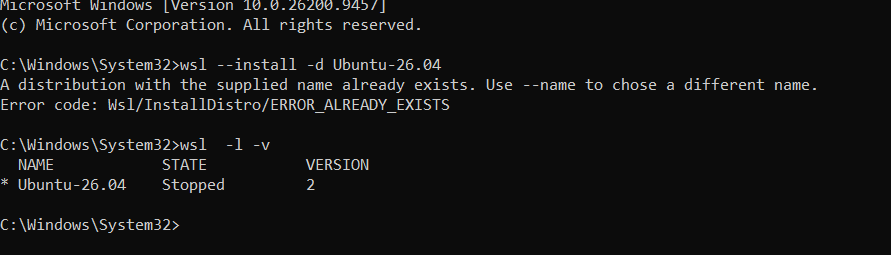 Microsoft Windows [Version 10.0.26200.9457]
(c) Microsoft Corporation. All rights reserved.
C:\Windows\System32>wsl --install -d Ubuntu-26.04
A distribution with the supplied name already exists. Use --name to chose a different name.
Error code: Wsl/InstallDistro/ERROR_ALREADY_EXISTS
C:\Windows\System32>wsl  -l -v
  NAME            STATE           VERSION
* Ubuntu-26.04    Stopped         2
C:\Windows\System32>